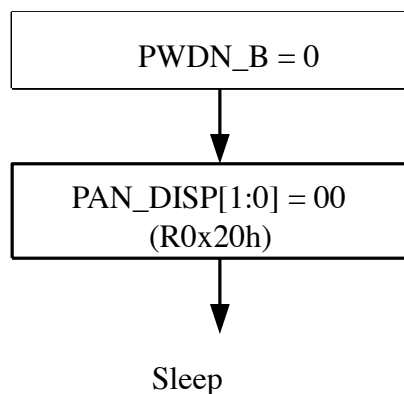 PWDN_B = 0
PAN_DISP[1:0] = 00
(R0x20h)
Sleep